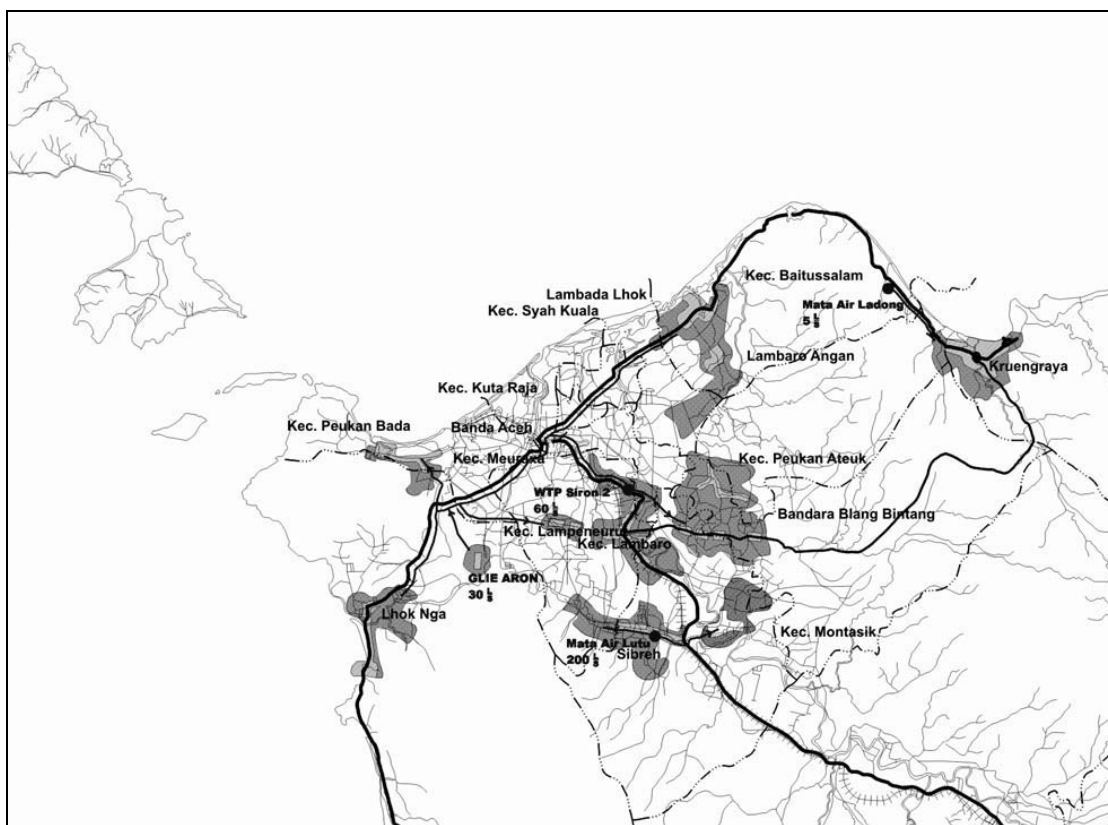 Kec. Baitussalam
Lambada Lhok
Mata Air Ladong
Kec. Syah Kuala
5 L/s
Lambaro Angan
Kruengraya
Kec. Kuta Raja
Kec. Peukan Bada
Banda Aceh
Kec. Meuraxa
Kec. Peukan Ateuk
WTP Siron 2
60 L/s
Bandara Blang Bintang
Kec. Lampeneurut
Kec. Lambaro
GLIE ARON
30 L/s
Lhok Nga
Kec. Montasik
Mata Air Lutu
Sibreh
200 L/s